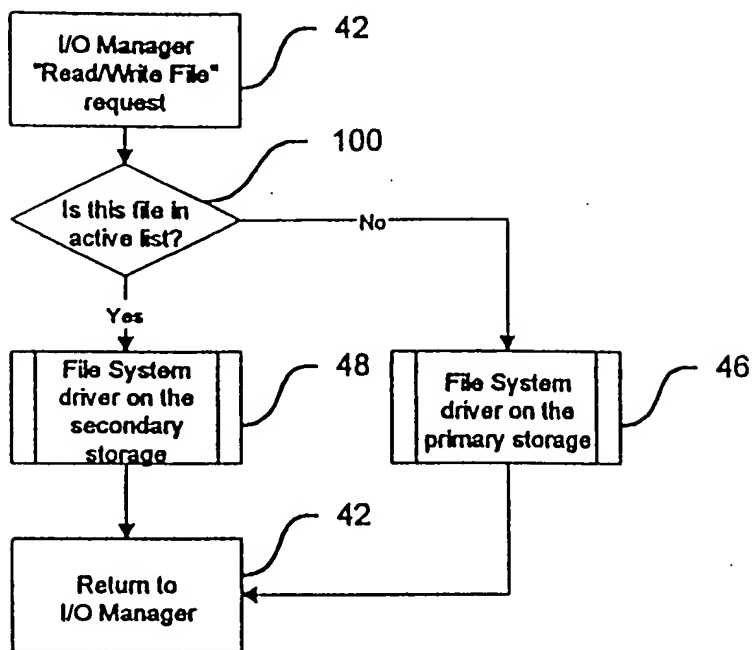 I/O Manager
"Read/Write File"
request
42
100
Is this file in
active list?
No
Yes
File System
driver on the
secondary
storage
48
File System
driver on the
primary storage
46
42
Return to
I/O Manager